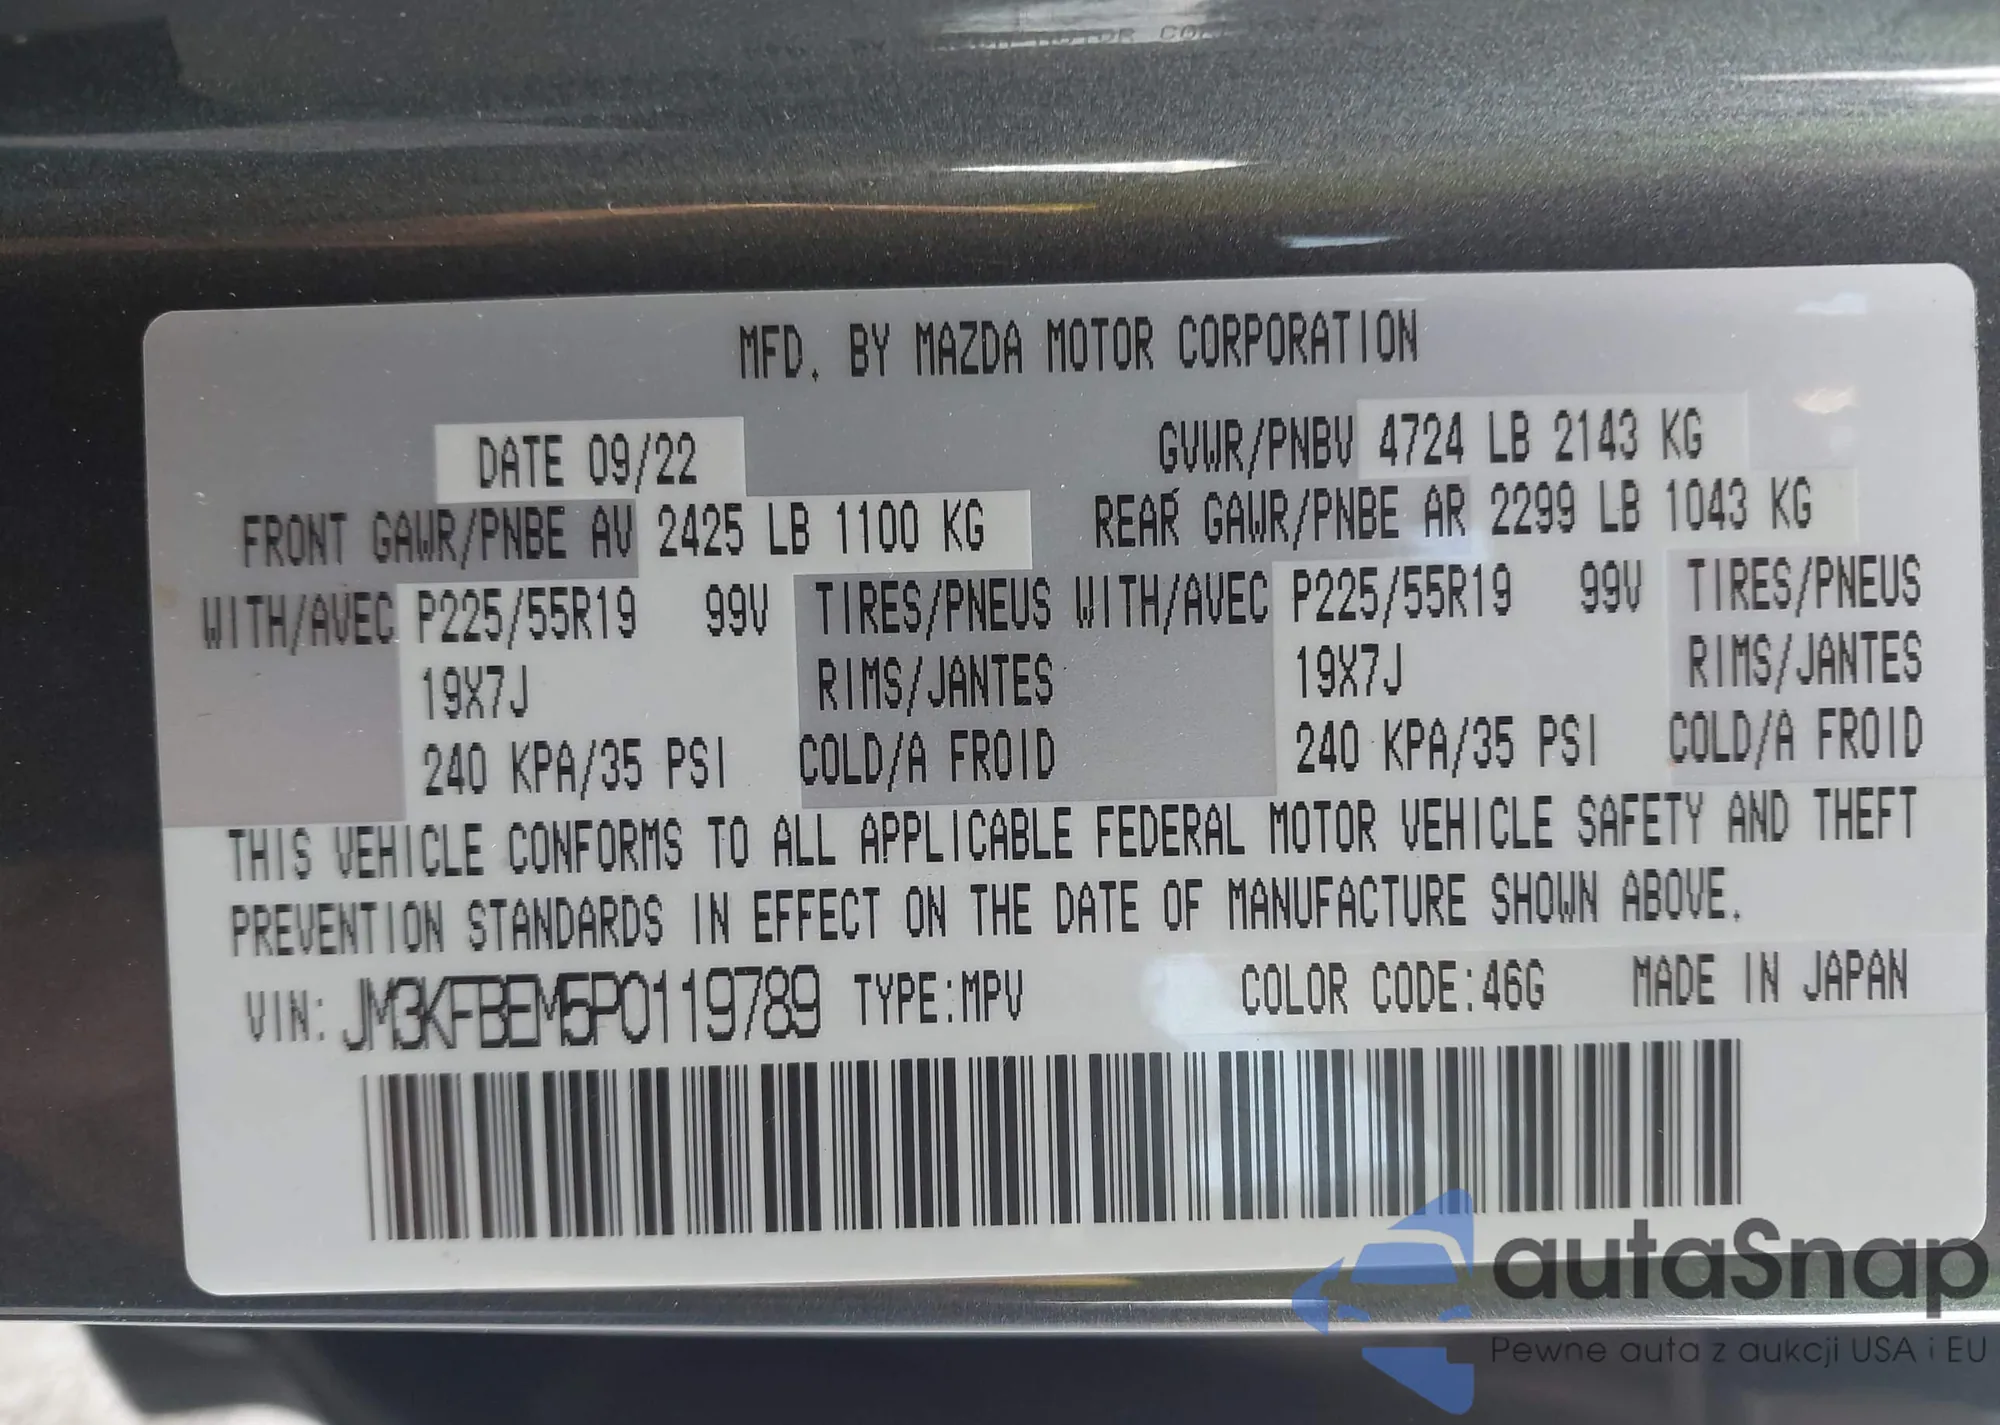 MFD. BY MAZDA MOTOR CORPORATION
DATE 09/22 GVWR/PNBV 4724 LB 2143 KG
FRONT GAWR/PNBE AV 2425 LB 1100 KG REAR GAWR/PNBE AR 2299 LB 1043 KG
WITH/AVEC P225/55R19 99V TIRES/PNEUS WITH/AVEC P225/55R19 99V TIRES/PNEUS
19X7J RIMS/JANTES 19X7J RIMS/JANTES
240 KPA/35 PSI COLD/A FROID 240 KPA/35 PSI COLD/A FROID
THIS VEHICLE CONFORMS TO ALL APPLICABLE FEDERAL MOTOR VEHICLE SAFETY AND THEFT
PREVENTION STANDARDS IN EFFECT ON THE DATE OF MANUFACTURE SHOWN ABOVE.
VIN: JM3KFBEM5P0119789 TYPE:MPV COLOR CODE:46G MADE IN JAPAN
autaSnap
Pewne auta z aukcji USA i EU